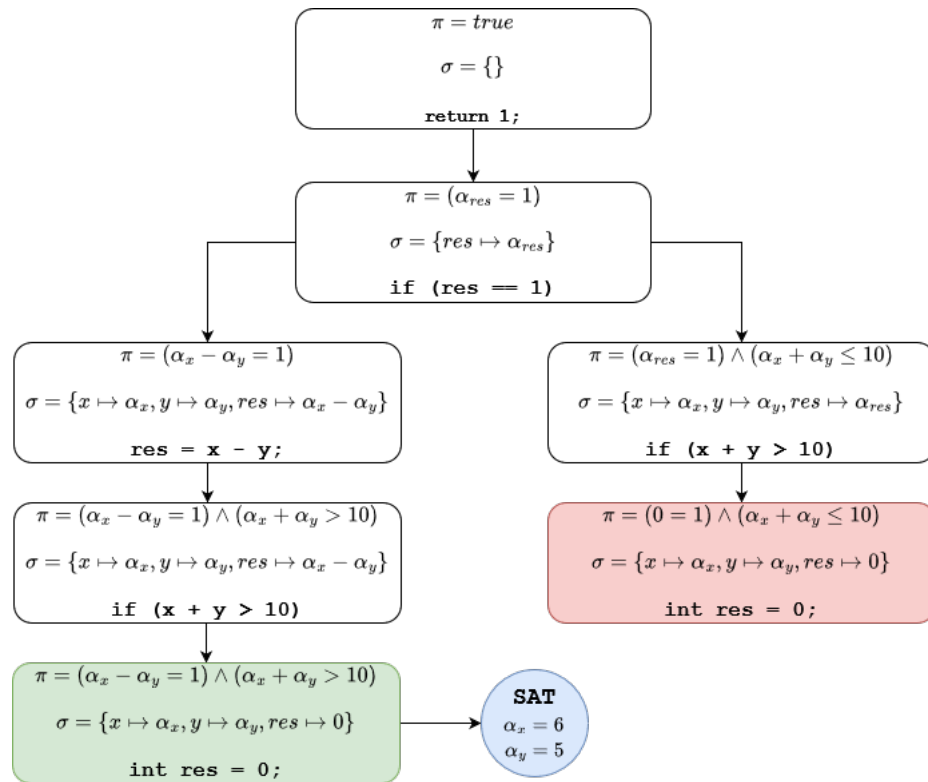 π = true
σ = {}
return 1;
π = (α_res = 1)
σ = {res ↦ α_res}
if (res == 1)
π = (α_x − α_y = 1)
σ = {x ↦ α_x, y ↦ α_y, res ↦ α_x − α_y}
res = x - y;
π = (α_res = 1) ∧ (α_x + α_y ≤ 10)
σ = {x ↦ α_x, y ↦ α_y, res ↦ α_res}
if (x + y > 10)
π = (α_x − α_y = 1) ∧ (α_x + α_y > 10)
σ = {x ↦ α_x, y ↦ α_y, res ↦ α_x − α_y}
if (x + y > 10)
π = (0 = 1) ∧ (α_x + α_y ≤ 10)
σ = {x ↦ α_x, y ↦ α_y, res ↦ 0}
int res = 0;
π = (α_x − α_y = 1) ∧ (α_x + α_y > 10)
σ = {x ↦ α_x, y ↦ α_y, res ↦ 0}
int res = 0;
SAT
α_x = 6
α_y = 5